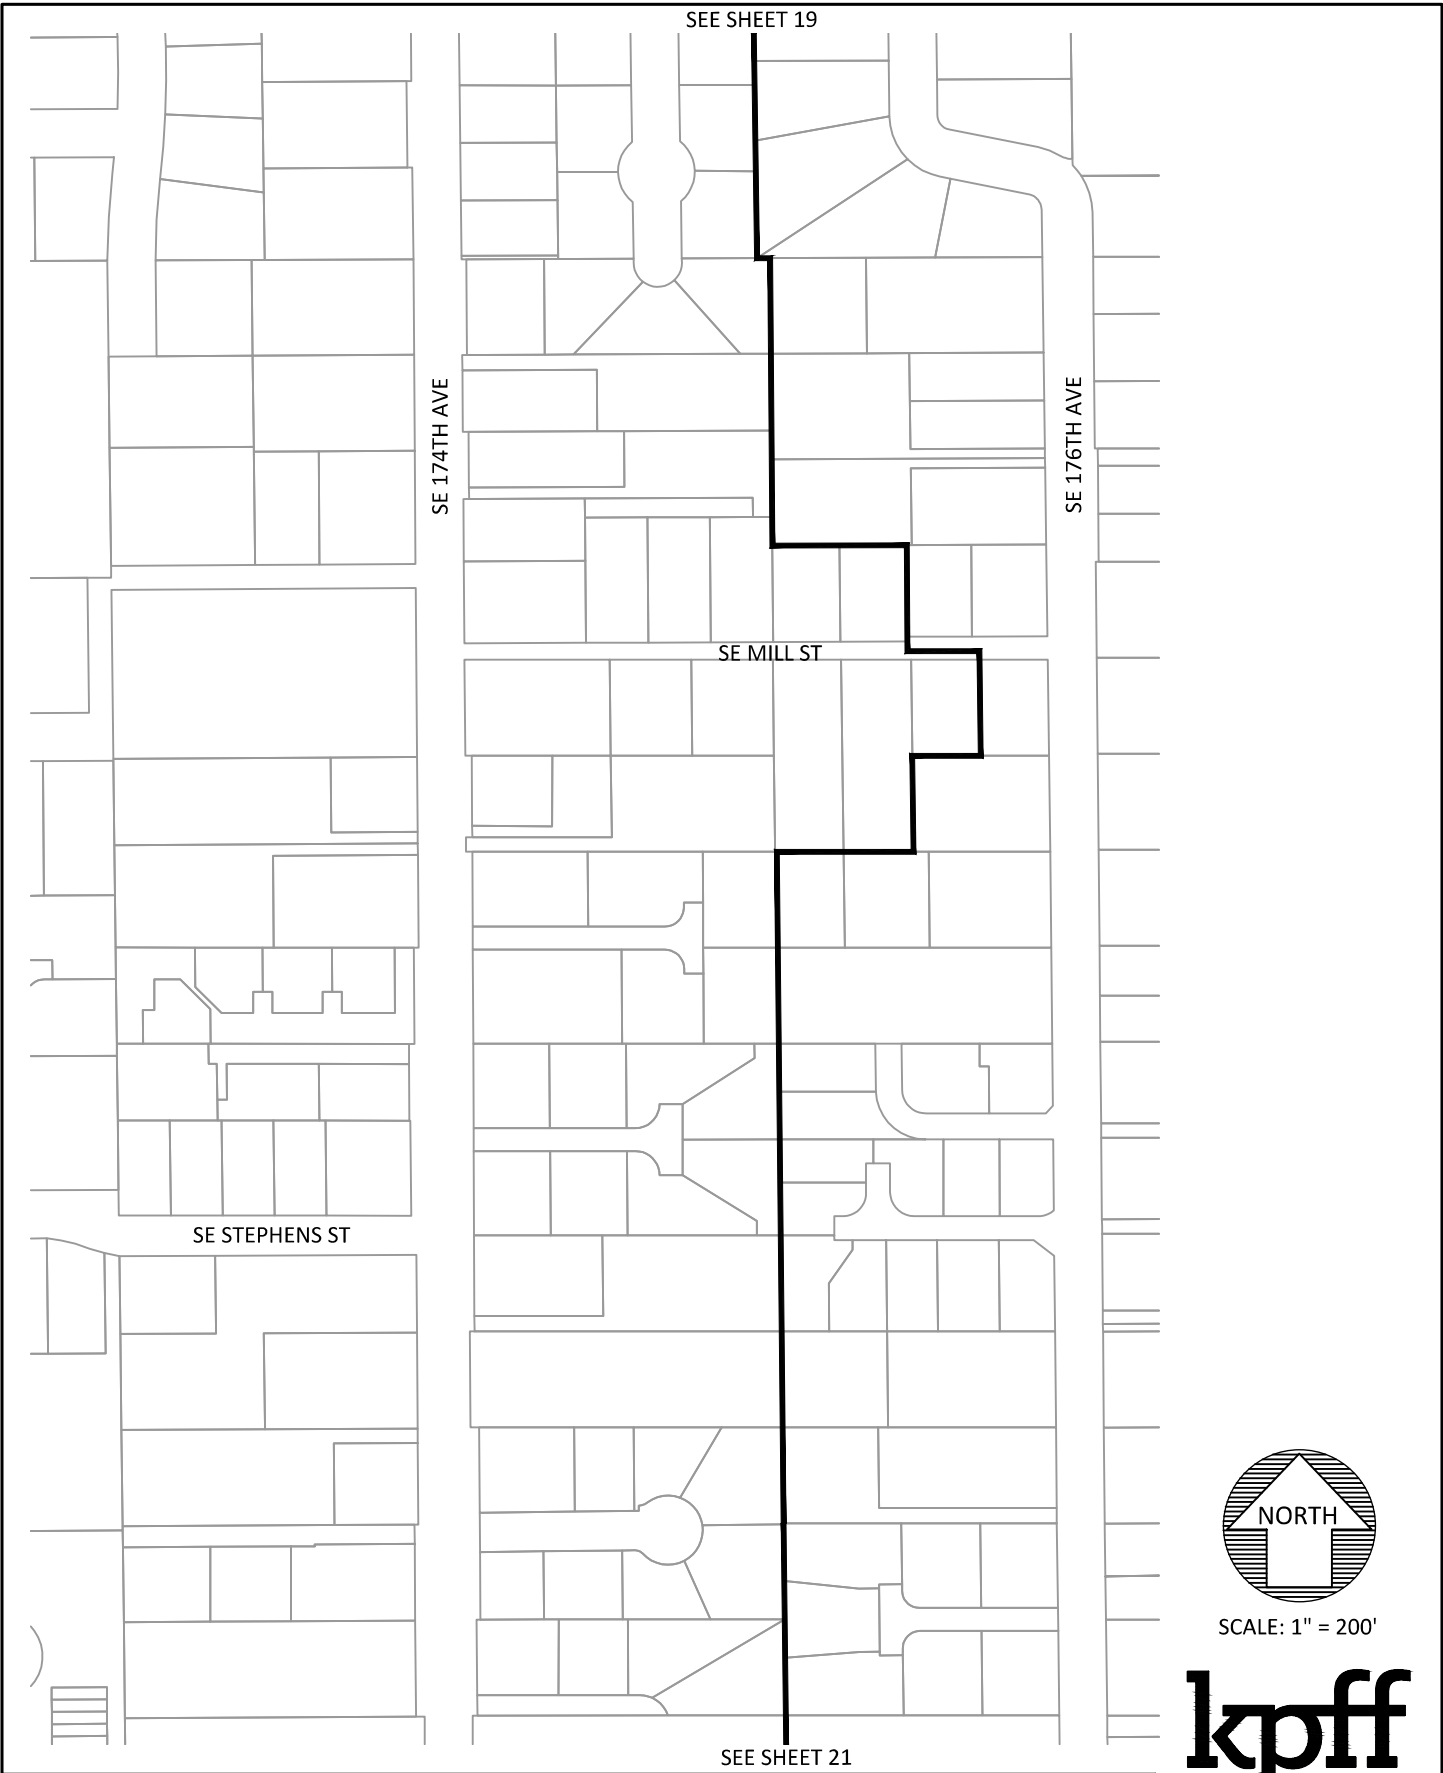 SEE SHEET 19
SE 174TH AVE
SE 176TH AVE
SE MILL ST
SE STEPHENS ST
NORTH
SCALE: 1" = 200'
kpff
SEE SHEET 21